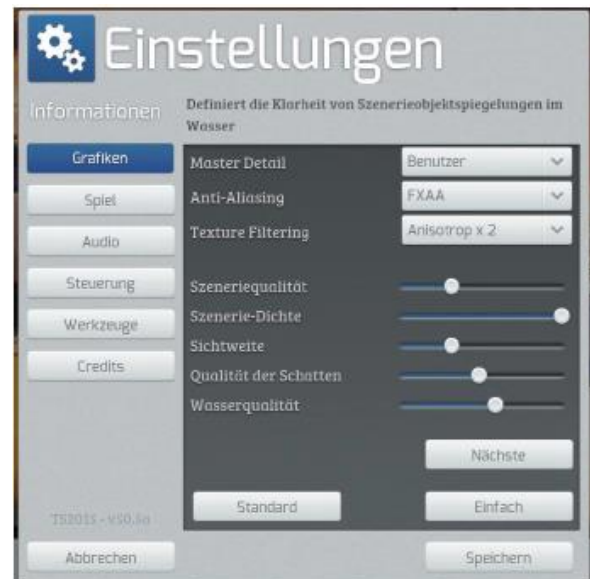 Einstellungen
Informationen
Definiert die Klarheit von Szenerieobjektspiegelungen im
Wasser
Grafiken
Spiel
Audio
Steuerung
Werkzeuge
Credits
Master Detail
Benutzer
Anti-Aliasing
FXAA
Texture Filtering
Anisotrop x 2
Szeneriequalität
Szenerie-Dichte
Sichtweite
Qualität der Schatten
Wasserqualität
Nächste
Standard
Einfach
Abbrechen
Speichern